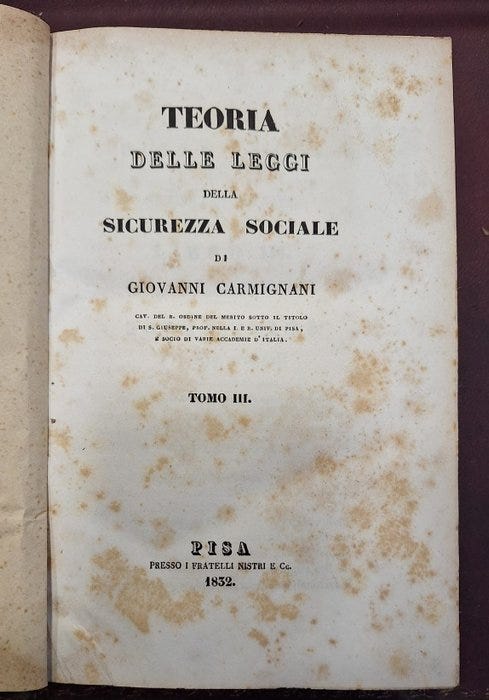 TEORIA
DELLE LEGGI
DELLA
SICUREZZA SOCIALE
DI
GIOVANNI CARMIGNANI
CAV. DEL R. ORDINE DEL MERITO SOTTO IL TITOLO
DI S. GIUSEPPE, PROF. NELLA I. E R. UNIV. DI PISA,
E SOCIO DI VARIE ACCADEMIE D'ITALIA.
TOMO III.
PISA
PRESSO I FRATELLI NISTRI E Cc.
1832.